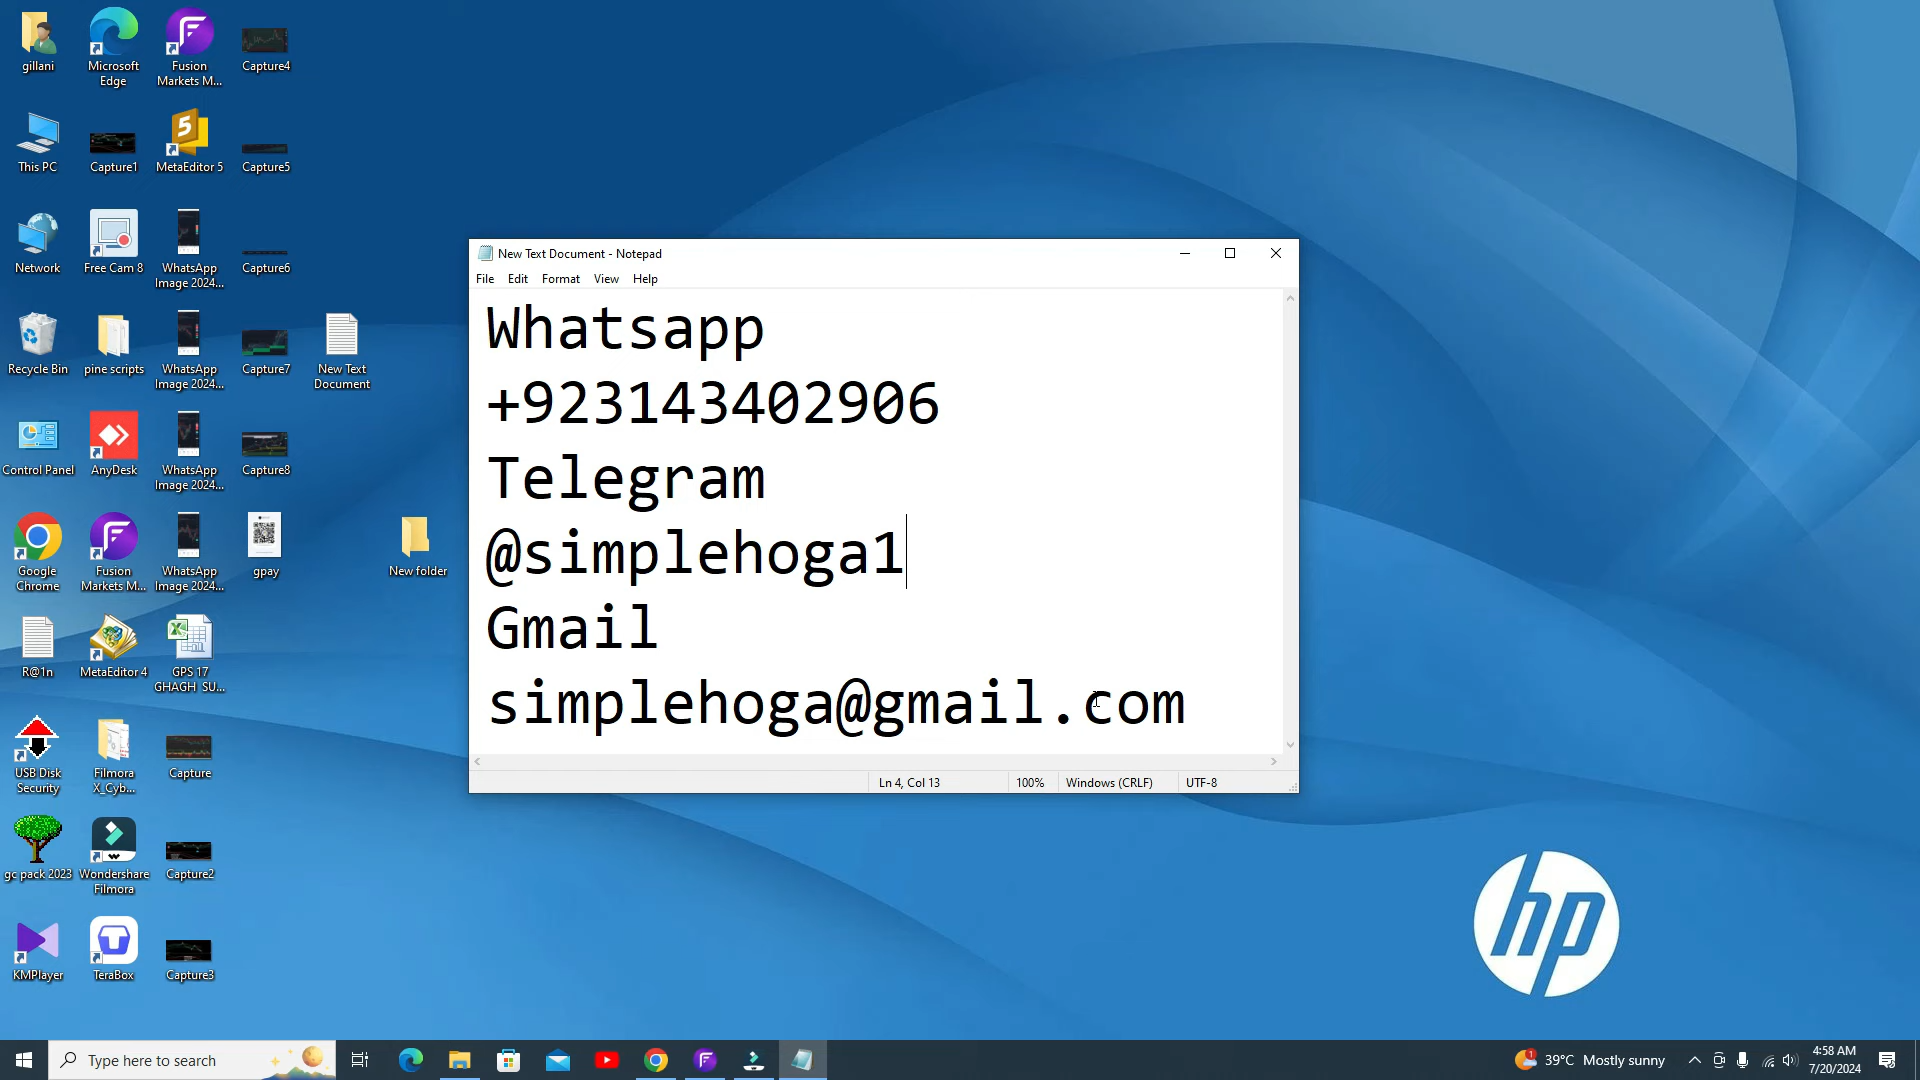 gillani
Microsoft
Edge
Fusion
Markets M...
Capture4
This PC
Capture1
MetaEditor 5
Capture5
Network
Free Cam 8
WhatsApp
Image 2024...
Capture6
Recycle Bin
pine scripts
WhatsApp
Image 2024...
Capture7
New Text
Document
Control Panel
AnyDesk
WhatsApp
Image 2024...
Capture8
Google
Chrome
Fusion
Markets M...
WhatsApp
Image 2024...
gpay
New folder
R@1n
MetaEditor 4
GPS 17
GHAGH_SU...
USB Disk
Security
Filmora
X_Cyb...
Capture
gc pack 2023
Wondershare
Filmora
Capture2
KMPlayer
TeraBox
Capture3
New Text Document - Notepad
File Edit Format View Help
Whatsapp
+923143402906
Telegram
@simplehoga1
Gmail
simplehoga@gmail.com
Ln 4, Col 13 100% Windows (CRLF) UTF-8
hp
Type here to search
1
39°C Mostly sunny
4:58 AM
7/20/2024